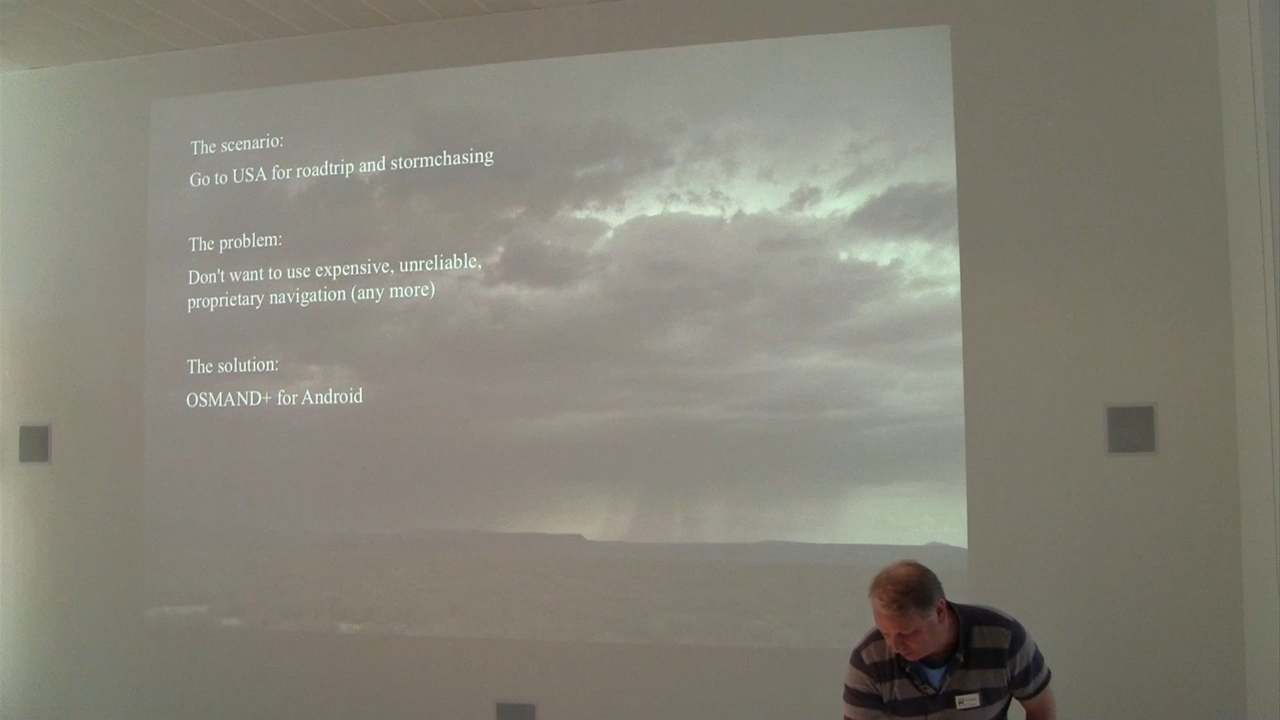 The scenario:
Go to USA for roadtrip and stormchasing
The problem:
Don't want to use expensive, unreliable,
proprietary navigation (any more)
The solution:
OSMAND+ for Android